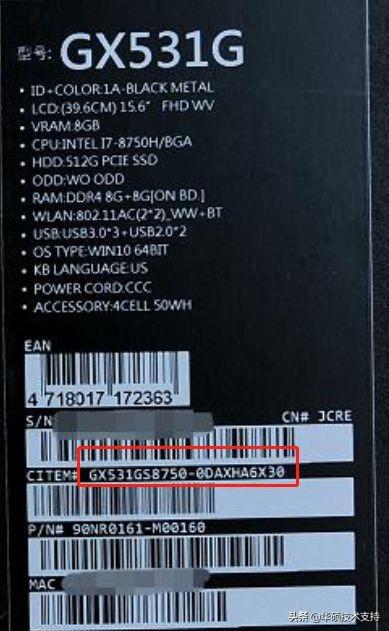 型号: GX531G
• ID+COLOR:1A-BLACK METAL
• LCD:(39.6CM) 15.6" FHD WV
• VRAM:8GB
• CPU:INTEL I7-8750H/BGA
• HDD:512G PCIE SSD
• ODD:WO ODD
• RAM:DDR4 8G+8G[ON BD.]
• WLAN:802.11AC(2*2)_WW+BT
• USB:USB3.0*3+USB2.0*2
• OS TYPE:WIN10 64BIT
• KB LANGUAGE:US
• POWER CORD:CCC
• ACCESSORY:4CELL 50WH
EAN
4 718017 172363
S/N CN# JCRE
CITEM# GX531GS8750-0DAXHA6X30
P/N# 90NR0161-M00160
MAC
头条 @华硕技术支持